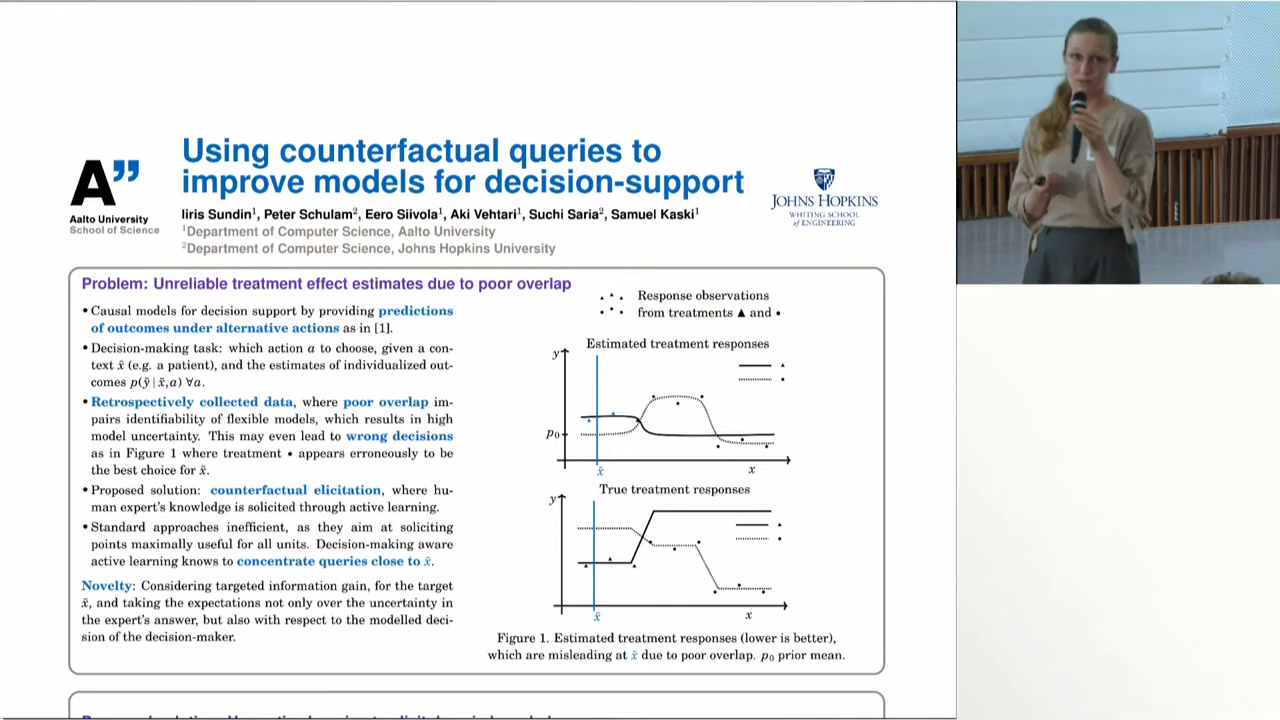 Using counterfactual queries to
improve models for decision-support
A"
Aalto University
School of Science
Iiris Sundin¹, Peter Schulam², Eero Siivola¹, Aki Vehtari¹, Suchi Saria², Samuel Kaski¹
¹Department of Computer Science, Aalto University
²Department of Computer Science, Johns Hopkins University
JOHNS HOPKINS
WHITING SCHOOL
of ENGINEERING
Problem: Unreliable treatment effect estimates due to poor overlap
• Causal models for decision support by providing predictions
of outcomes under alternative actions as in [1].
• Decision-making task: which action a to choose, given a con-
text x̃ (e.g. a patient), and the estimates of individualized out-
comes p(ỹ | x̃,a) ∀a.
• Retrospectively collected data, where poor overlap im-
pairs identifiability of flexible models, which results in high
model uncertainty. This may even lead to wrong decisions
as in Figure 1 where treatment • appears erroneously to be
the best choice for x̃.
• Proposed solution: counterfactual elicitation, where hu-
man expert's knowledge is solicited through active learning.
• Standard approaches inefficient, as they aim at soliciting
points maximally useful for all units. Decision-making aware
active learning knows to concentrate queries close to x̃.
Novelty: Considering targeted information gain, for the target
x̃, and taking the expectations not only over the uncertainty in
the expert's answer, but also with respect to the modelled deci-
sion of the decision-maker.
Response observations
from treatments ▲ and •
Estimated treatment responses
y
p₀
x̃
x
True treatment responses
y
x̃
x
Figure 1. Estimated treatment responses (lower is better),
which are misleading at x̃ due to poor overlap. p₀ prior mean.